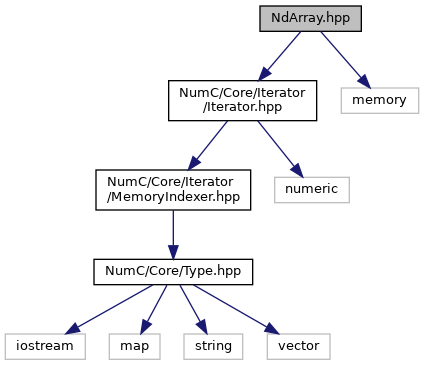 NdArray.hpp
NumC/Core/Iterator
/Iterator.hpp
memory
NumC/Core/Iterator
/MemoryIndexer.hpp
numeric
NumC/Core/Type.hpp
iostream
map
string
vector